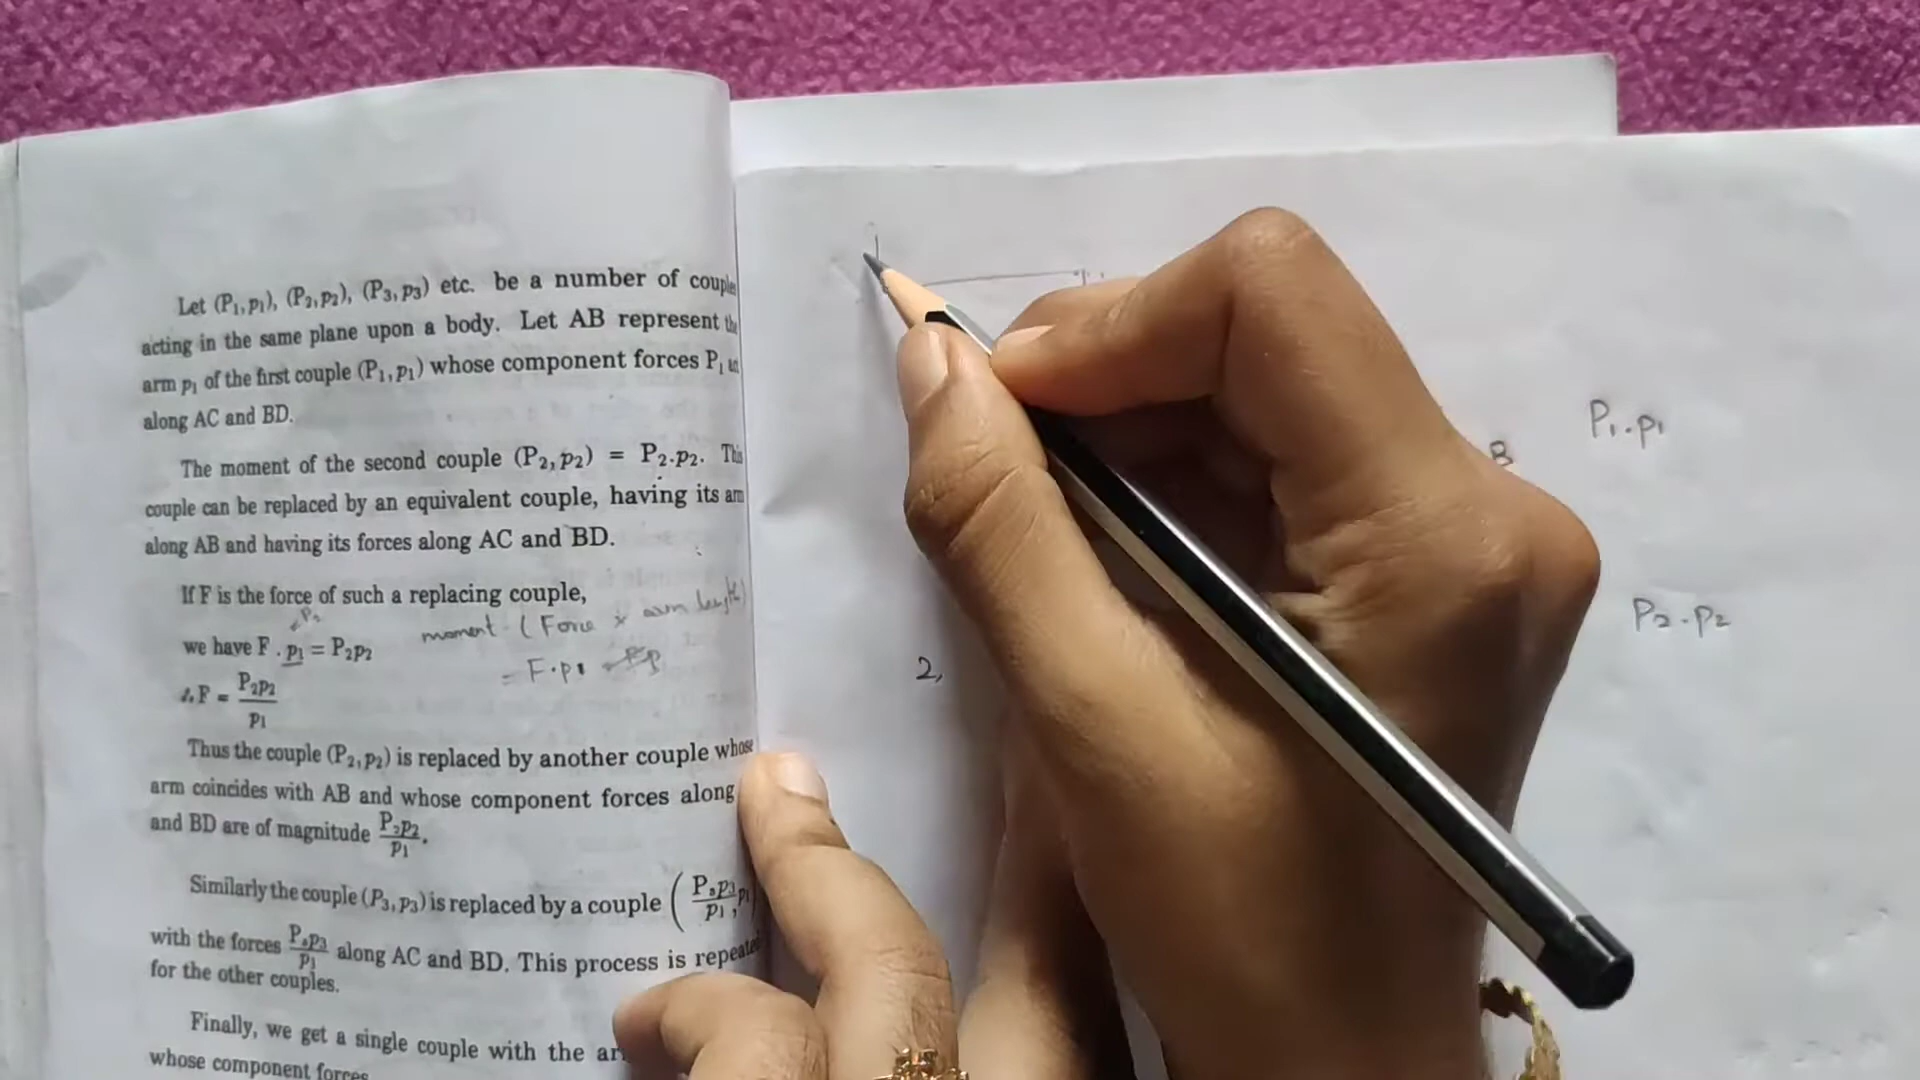 Let (P₁,p₁), (P₂,p₂), (P₃,p₃) etc. be a number of couple
acting in the same plane upon a body. Let AB represent the
arm p₁ of the first couple (P₁,p₁) whose component forces P₁
along AC and BD.
The moment of the second couple (P₂,p₂) = P₂.p₂. This
couple can be replaced by an equivalent couple, having its arm
along AB and having its forces along AC and BD.
If F is the force of such a replacing couple,
we have F . p₁ = P₂p₂
moment (Force × arm length)
= F.p₁
∴ F = P₂p₂ / p₁
Thus the couple (P₂,p₂) is replaced by another couple whose
arm coincides with AB and whose component forces along
and BD are of magnitude P₂p₂ / p₁.
Similarly the couple (P₃,p₃) is replaced by a couple (P₃p₃ / p₁, p₁
with the forces P₃p₃ / p₁ along AC and BD. This process is repeated
for the other couples.
Finally, we get a single couple with the
whose component forces
B
P₁.p₁
P₂.p₂
2,